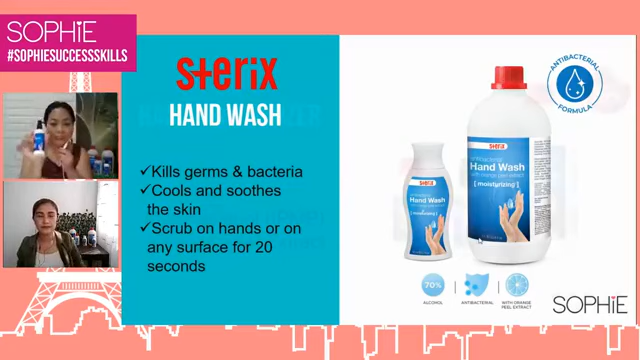 SOPHiE
#SOPHIESUCCESSSKILLS
sterix
HAND WASH
✓Kills germs & bacteria
✓Cools and soothes
the skin
✓Scrub on hands or on
any surface for 20
seconds
ANTIBACTERIAL
FORMULA
STERIX
Hand Wash
[ moisturizing ]
STERIX
antibacterial
Hand Wash
with orange peel extract
[ moisturizing ]
70%
ALCOHOL
ANTIBACTERIAL
WITH ORANGE
PEEL EXTRACT
SOPHiE